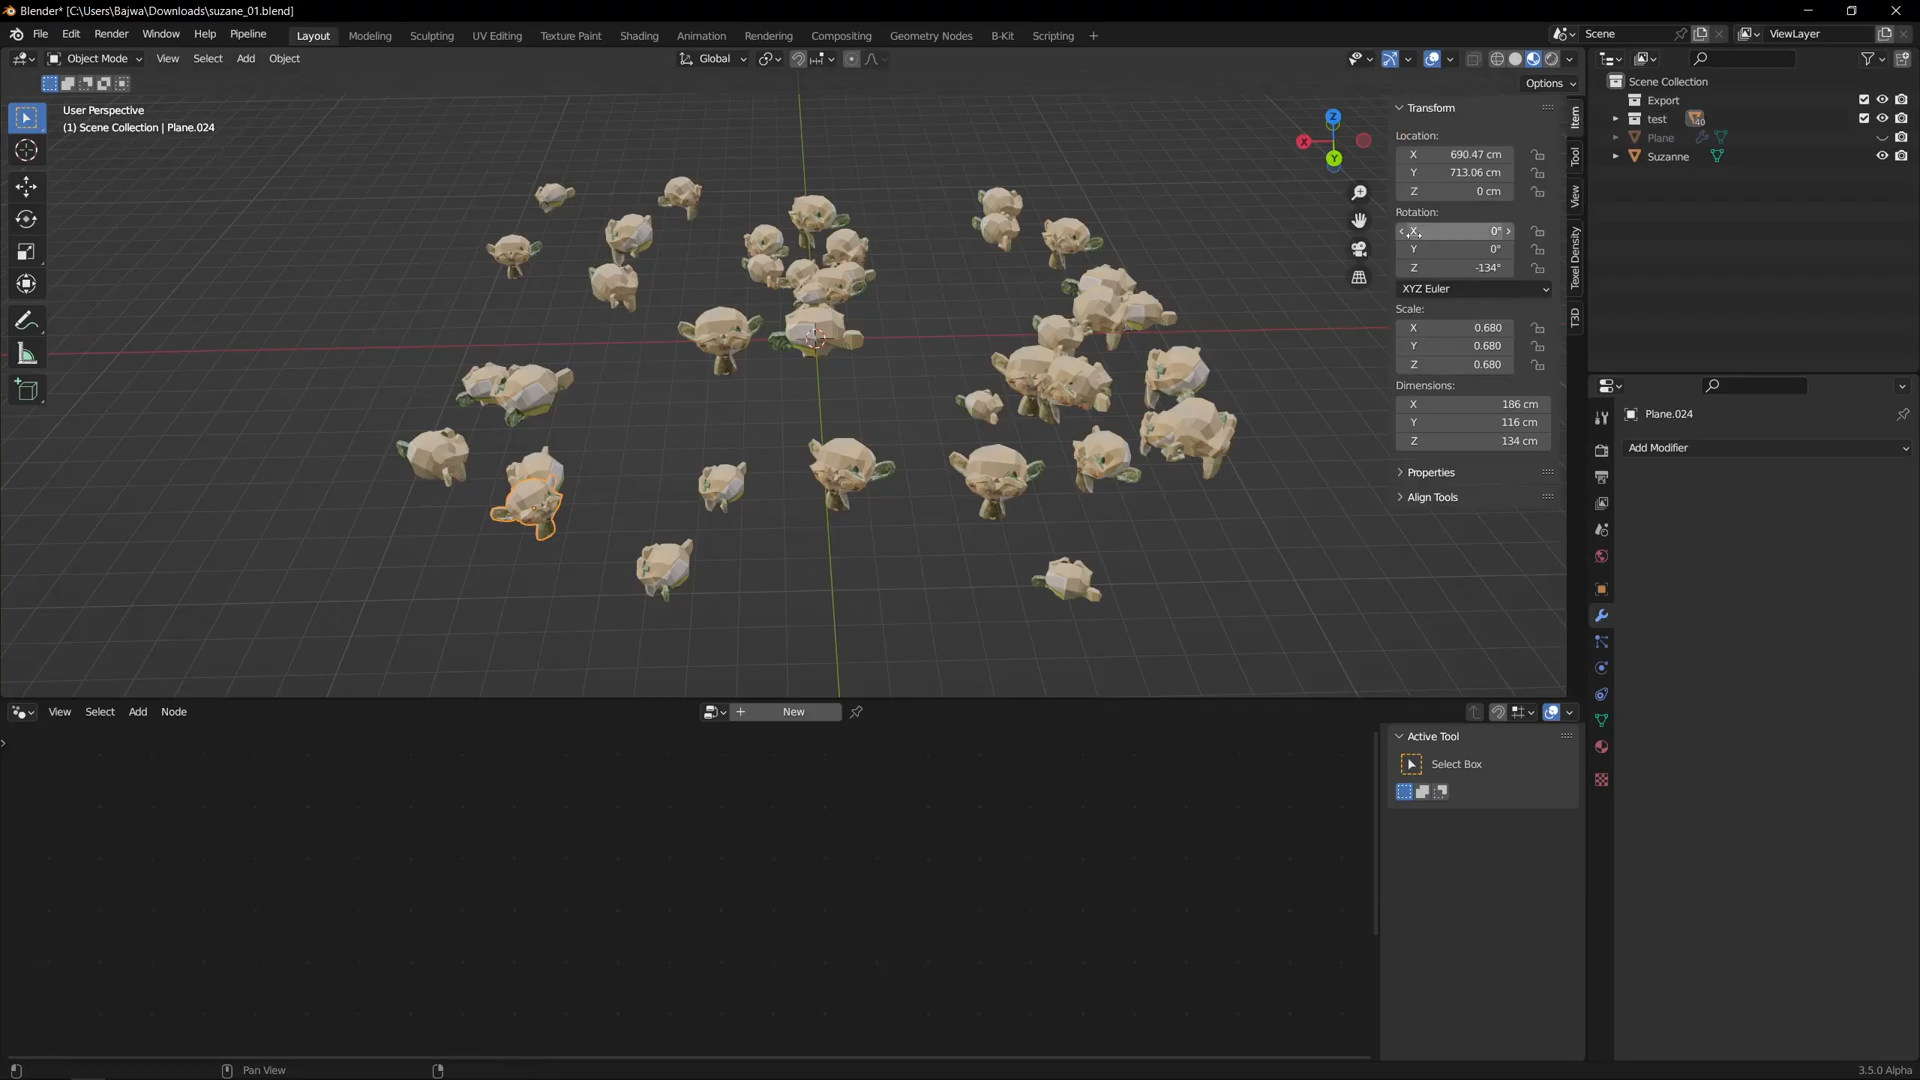 Blender* [C:\Users\Bajwa\Downloads\suzane_01.blend]
File Edit Render Window Help Pipeline Layout Modeling Sculpting UV Editing Texture Paint Shading Animation Rendering Compositing Geometry Nodes B-Kit Scripting + Scene ViewLayer
Object Mode View Select Add Object Global
Options
User Perspective
(1) Scene Collection | Plane.024
Z
X
Y
Transform
Location:
X 690.47 cm
Y 713.06 cm
Z 0 cm
Rotation:
X 0°
Y 0°
Z -134°
XYZ Euler
Scale:
X 0.680
Y 0.680
Z 0.680
Dimensions:
X 186 cm
Y 116 cm
Z 134 cm
Properties
Align Tools
Item
Tool
View
Texel Density
T3D
Scene Collection
Export
test 40
Plane
Suzanne
Plane.024
Add Modifier
View Select Add Node + New
Active Tool
Select Box
Pan View
3.5.0 Alpha